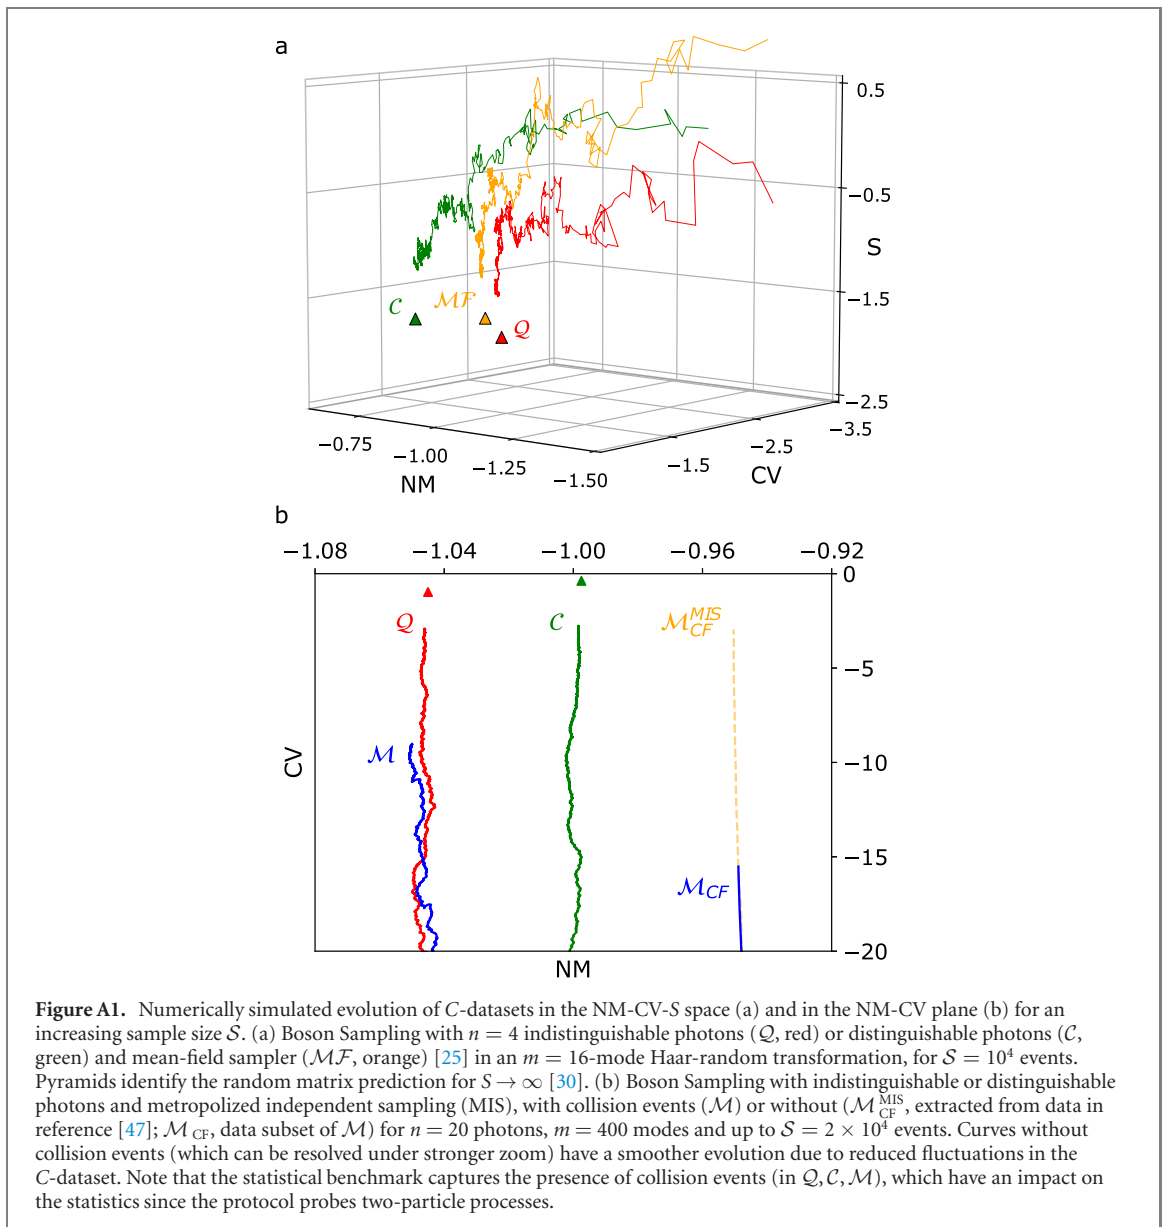 a
0.5
−0.5
S
−1.5
−2.5
−3.5
−2.5
−1.5
CV
−0.75
−1.00
−1.25
−1.50
NM
C
MF
Q
b
−1.08 −1.04 −1.00 −0.96 −0.92
0
−5
−10
−15
−20
CV
NM
Q
C
M_CF^MIS
M
M_CF
Figure A1. Numerically simulated evolution of C-datasets in the NM-CV-S space (a) and in the NM-CV plane (b) for an
increasing sample size S. (a) Boson Sampling with n = 4 indistinguishable photons (Q, red) or distinguishable photons (C,
green) and mean-field sampler (MF, orange) [25] in an m = 16-mode Haar-random transformation, for S = 10⁴ events.
Pyramids identify the random matrix prediction for S → ∞ [30]. (b) Boson Sampling with indistinguishable or distinguishable
photons and metropolized independent sampling (MIS), with collision events (M) or without (M_CF^MIS, extracted from data in
reference [47]; M_CF, data subset of M) for n = 20 photons, m = 400 modes and up to S = 2 × 10⁴ events. Curves without
collision events (which can be resolved under stronger zoom) have a smoother evolution due to reduced fluctuations in the
C-dataset. Note that the statistical benchmark captures the presence of collision events (in Q, C, M), which have an impact on
the statistics since the protocol probes two-particle processes.